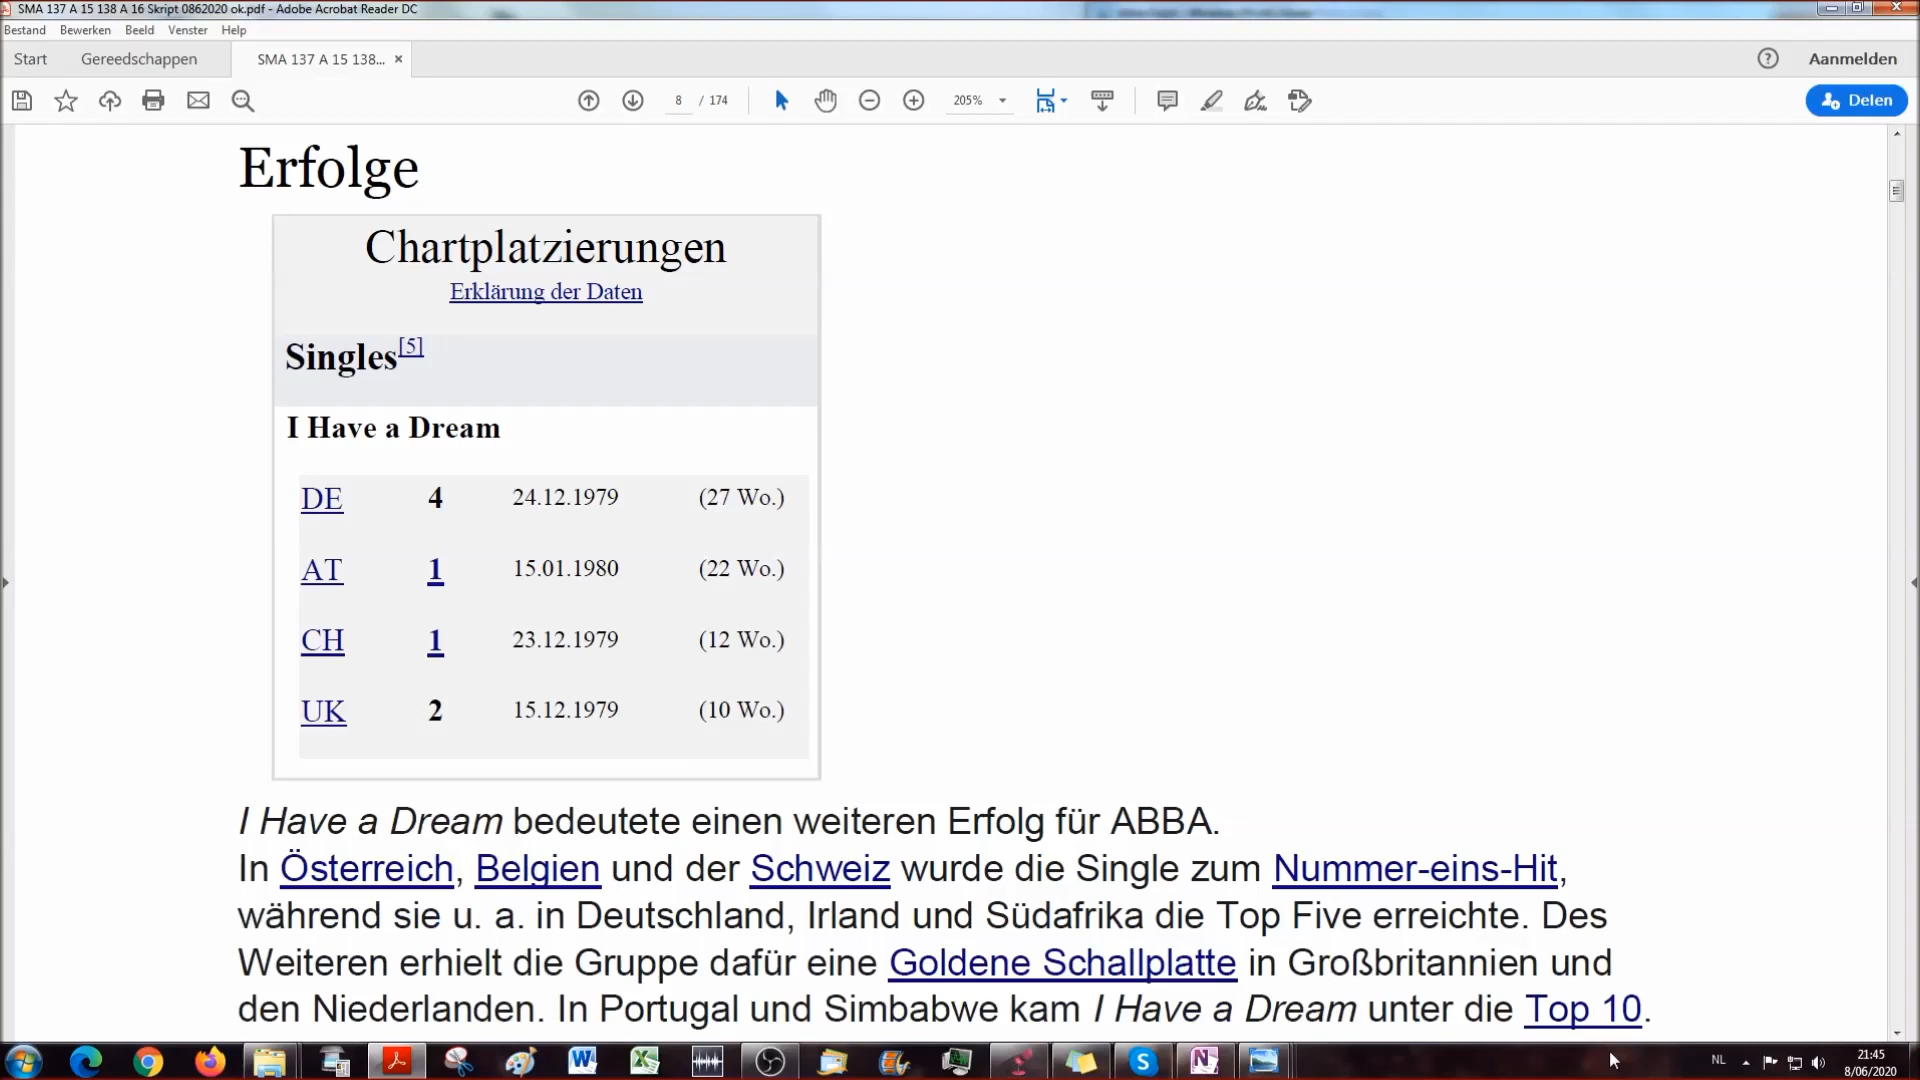 SMA 137 A 15 138 A 16 Skript 0862020 ok.pdf - Adobe Acrobat Reader DC
Bestand Bewerken Beeld Venster Help
Start Gereedschappen SMA 137 A 15 138... × Aanmelden
8 / 174 205% Delen
Erfolge
Chartplatzierungen
Erklärung der Daten
Singles[5]
I Have a Dream
DE 4 24.12.1979 (27 Wo.)
AT 1 15.01.1980 (22 Wo.)
CH 1 23.12.1979 (12 Wo.)
UK 2 15.12.1979 (10 Wo.)
I Have a Dream bedeutete einen weiteren Erfolg für ABBA.
In Österreich, Belgien und der Schweiz wurde die Single zum Nummer-eins-Hit,
während sie u. a. in Deutschland, Irland und Südafrika die Top Five erreichte. Des
Weiteren erhielt die Gruppe dafür eine Goldene Schallplatte in Großbritannien und
den Niederlanden. In Portugal und Simbabwe kam I Have a Dream unter die Top 10.
NL 21:45
8/06/2020